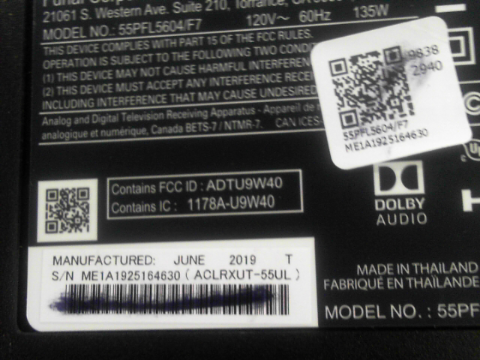 21061 S. Western Ave. Suite 210, Torrance,
MODEL NO.: 55PFL5604/F7 120V~ 60Hz 135W
THIS DEVICE COMPLIES WITH PART 15 OF THE FCC RULES.
OPERATION IS SUBJECT TO THE FOLLOWING TWO
(1) THIS DEVICE MAY NOT CAUSE HARMFUL
(2) THIS DEVICE MUST ACCEPT ANY INTERFERENCE
INCLUDING INTERFERENCE THAT MAY CAUSE
Analog and Digital Television Receiving Apparatus - Appareil de
analogique et numérique, Canada BETS-7 / NTMR-7. CAN ICES
9838
2940
55PFL5604/F7
ME1A1925164630
DOLBY
AUDIO
Contains FCC ID : ADTU9W40
Contains IC : 1178A-U9W40
MANUFACTURED: JUNE 2019 T
S/N ME1A1925164630 ( ACLRXUT-55UL )
MADE IN THAILAND
FABRIQUÉ EN THAÏLANDE
MODEL NO. : 55PF